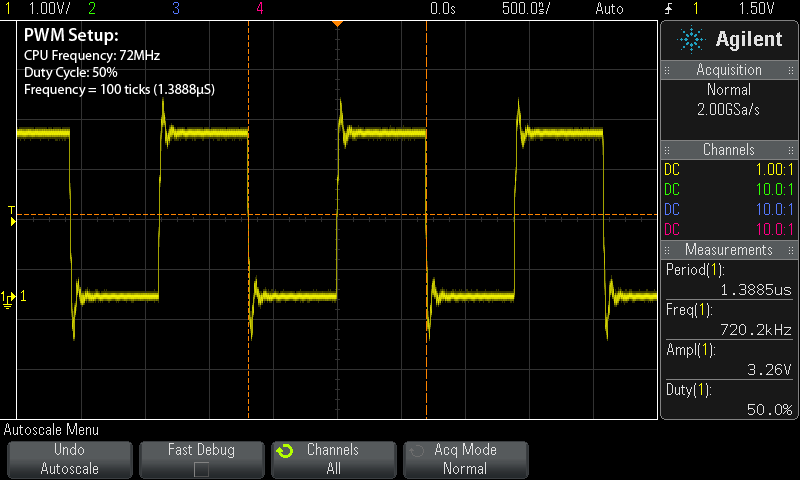 1 1.00V/ 2 3 4 0.0s 500.0ns/ Auto 1 1.50V
PWM Setup:
CPU Frequency: 72MHz
Duty Cycle: 50%
Frequency = 100 ticks (1.3888µS)
Agilent
Acquisition
Normal
2.00GSa/s
Channels
DC 1.00:1
DC 10.0:1
DC 10.0:1
DC 10.0:1
Measurements
Period(1):
1.3885us
Freq(1):
720.2kHz
Ampl(1):
3.26V
Duty(1):
50.0%
T
1 1
Autoscale Menu
Undo
Autoscale
Fast Debug
Channels
All
Acq Mode
Normal